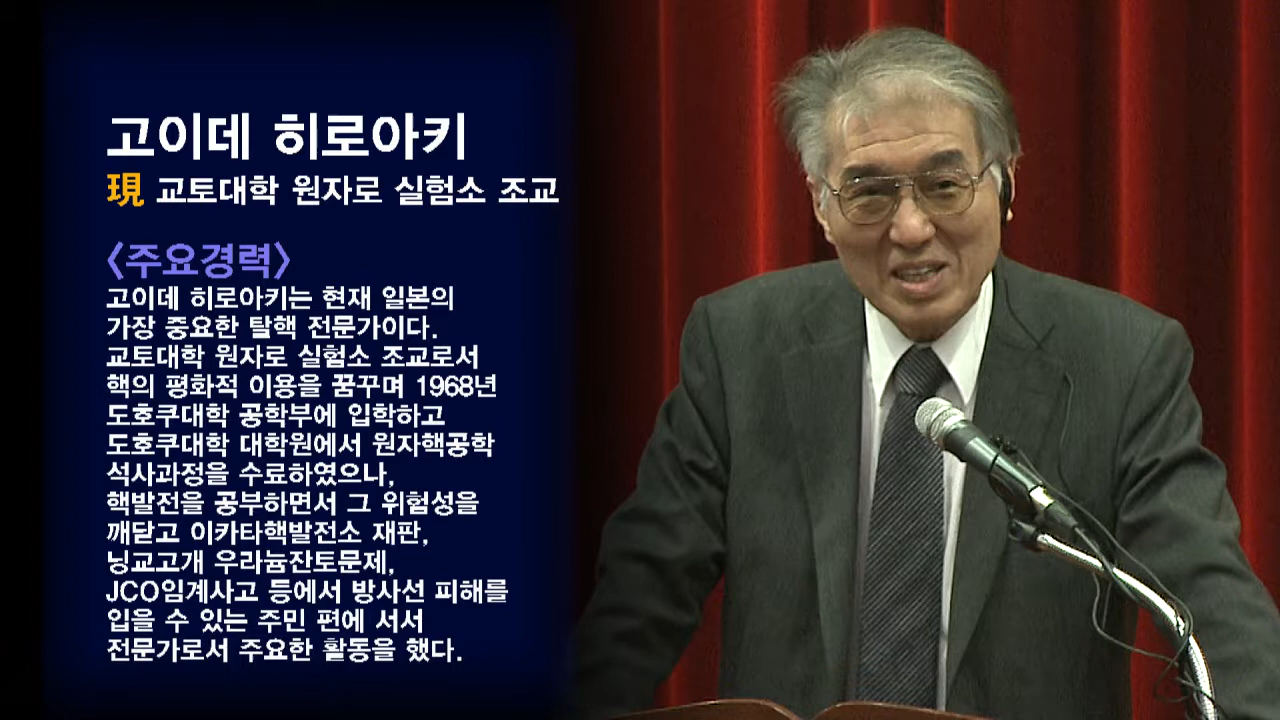 고이데 히로아키
現 교토대학 원자로 실험소 조교
<주요경력>
고이데 히로아키는 현재 일본의
가장 중요한 탈핵 전문가이다.
교토대학 원자로 실험소 조교로서
핵의 평화적 이용을 꿈꾸며 1968년
도호쿠대학 공학부에 입학하고
도호쿠대학 대학원에서 원자핵공학
석사과정을 수료하였으나,
핵발전을 공부하면서 그 위험성을
깨닫고 이카타핵발전소 재판,
닝교고개 우라늄잔토문제,
JCO임계사고 등에서 방사선 피해를
입을 수 있는 주민 편에 서서
전문가로서 주요한 활동을 했다.